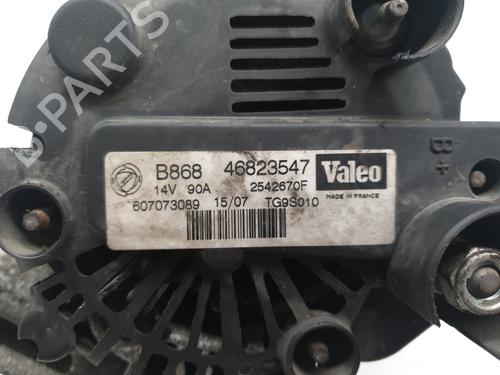 B-PARTS
B868 46823547
14V 90A 2542670F
607073089 15/07 TG9S010
Valeo
MADE IN FRANCE
B+